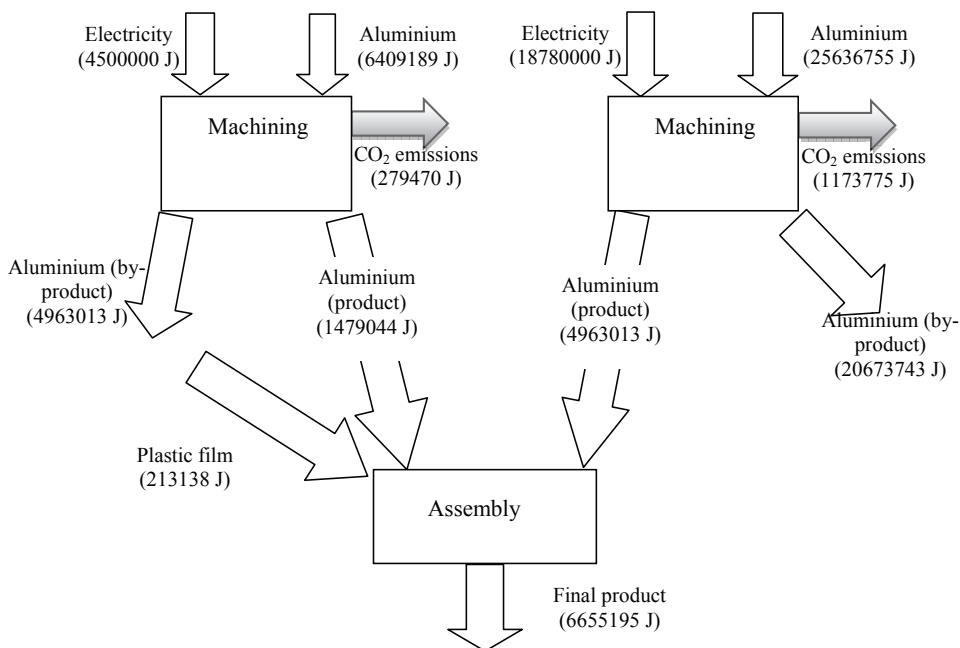 Electricity
(4500000 J)
Aluminium
(6409189 J)
Machining
CO₂ emissions
(279470 J)
Aluminium (by-
product)
(4963013 J)
Aluminium
(product)
(1479044 J)
Electricity
(18780000 J)
Aluminium
(25636755 J)
Machining
CO₂ emissions
(1173775 J)
Aluminium
(product)
(4963013 J)
Aluminium (by-
product)
(20673743 J)
Plastic film
(213138 J)
Assembly
Final product
(6655195 J)